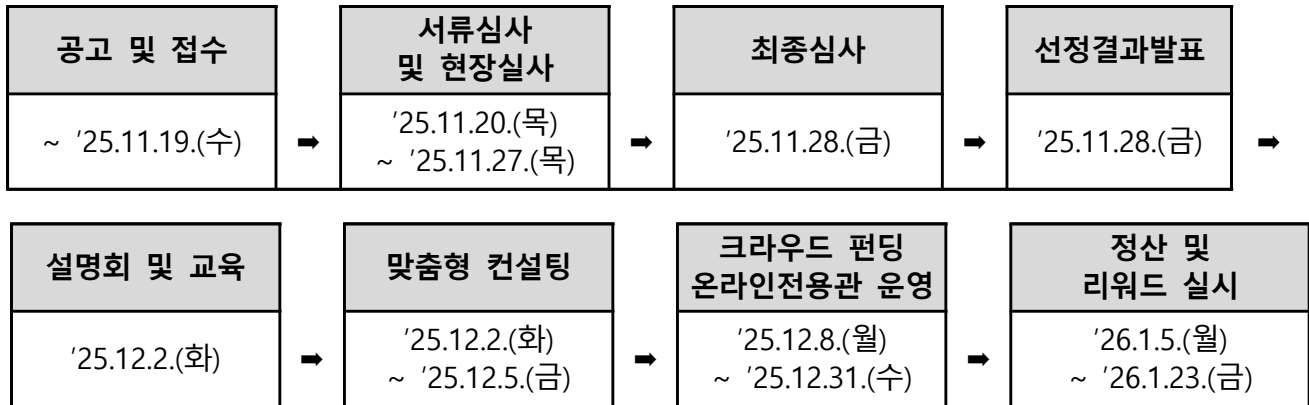 공고 및 접수
~ '25.11.19.(수)
➡
서류심사
및 현장실사
'25.11.20.(목)
~ '25.11.27.(목)
➡
최종심사
'25.11.28.(금)
➡
선정결과발표
'25.11.28.(금)
➡
설명회 및 교육
'25.12.2.(화)
➡
맞춤형 컨설팅
'25.12.2.(화)
~ '25.12.5.(금)
➡
크라우드 펀딩
온라인전용관 운영
'25.12.8.(월)
~ '25.12.31.(수)
➡
정산 및
리워드 실시
'26.1.5.(월)
~ '26.1.23.(금)